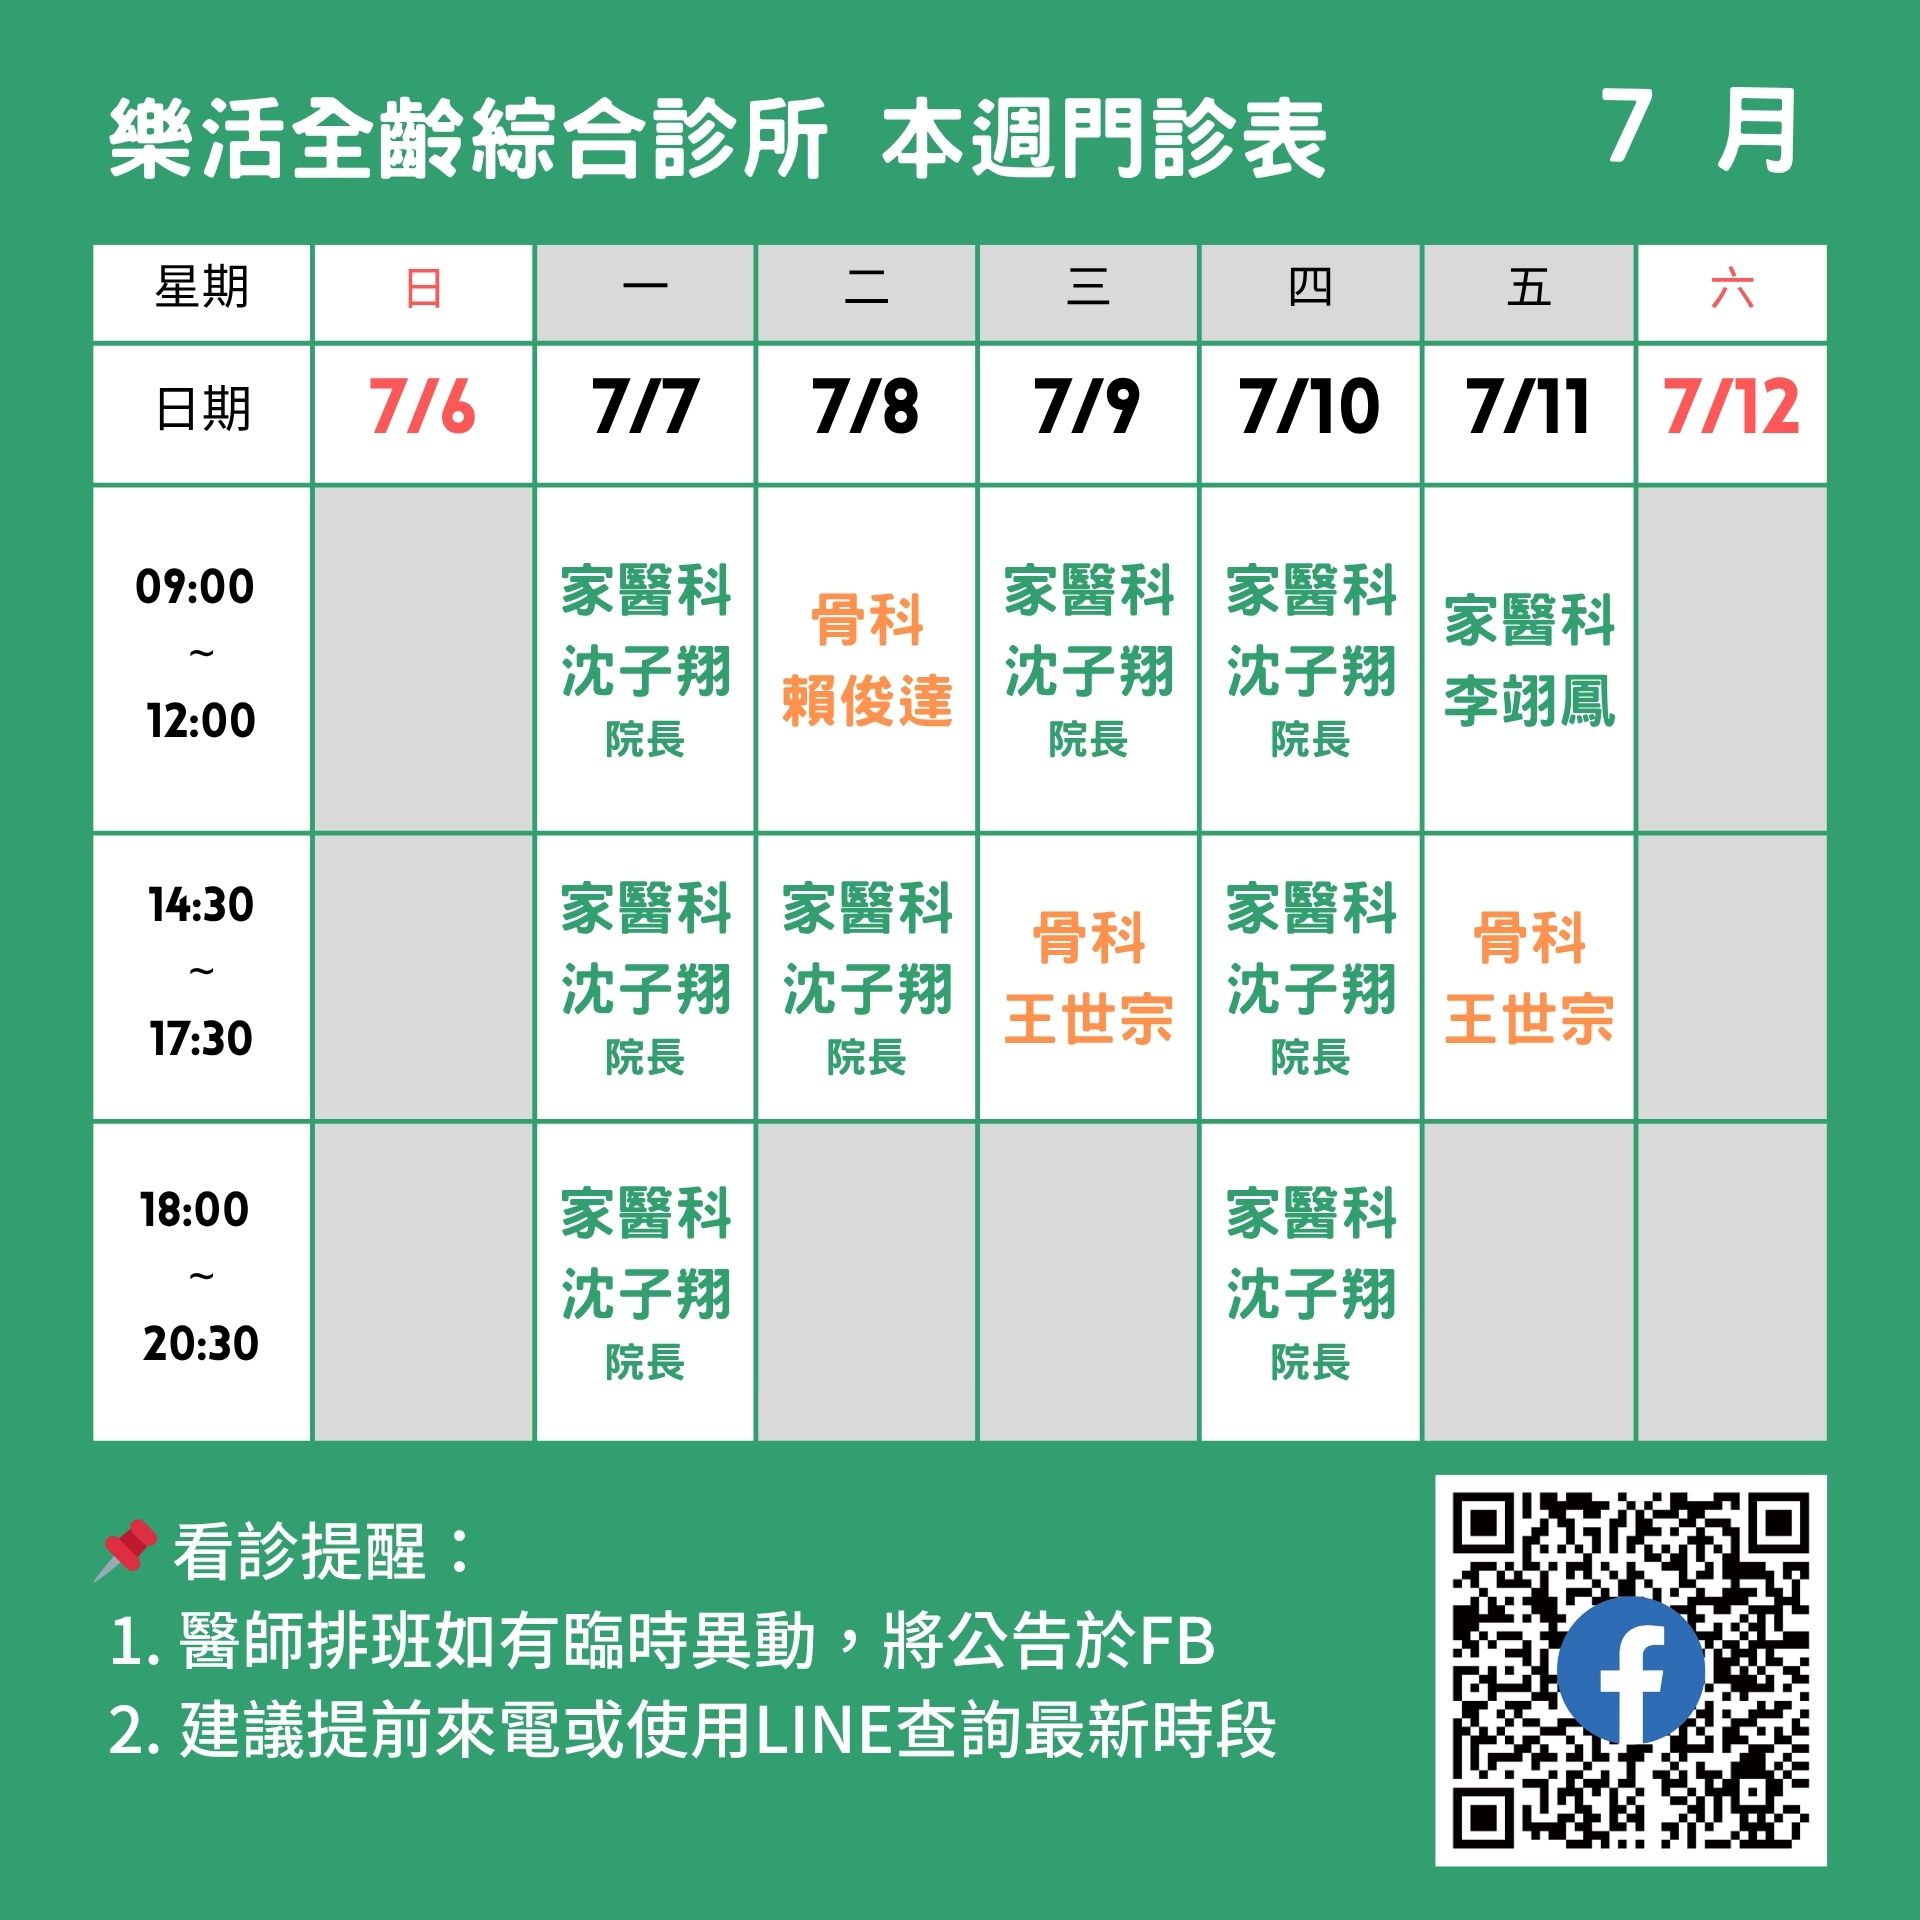 樂活全齡綜合診所 本週門診表 7 月
星期 日 一 二 三 四 五 六
日期 7/6 7/7 7/8 7/9 7/10 7/11 7/12
09:00
~
12:00
家醫科
沈子翔
院長
骨科
賴俊達
家醫科
沈子翔
院長
家醫科
沈子翔
院長
家醫科
李翊鳳
14:30
~
17:30
家醫科
沈子翔
院長
家醫科
沈子翔
院長
骨科
王世宗
家醫科
沈子翔
院長
骨科
王世宗
18:00
~
20:30
家醫科
沈子翔
院長
家醫科
沈子翔
院長
看診提醒：
1. 醫師排班如有臨時異動，將公告於FB
2. 建議提前來電或使用LINE查詢最新時段